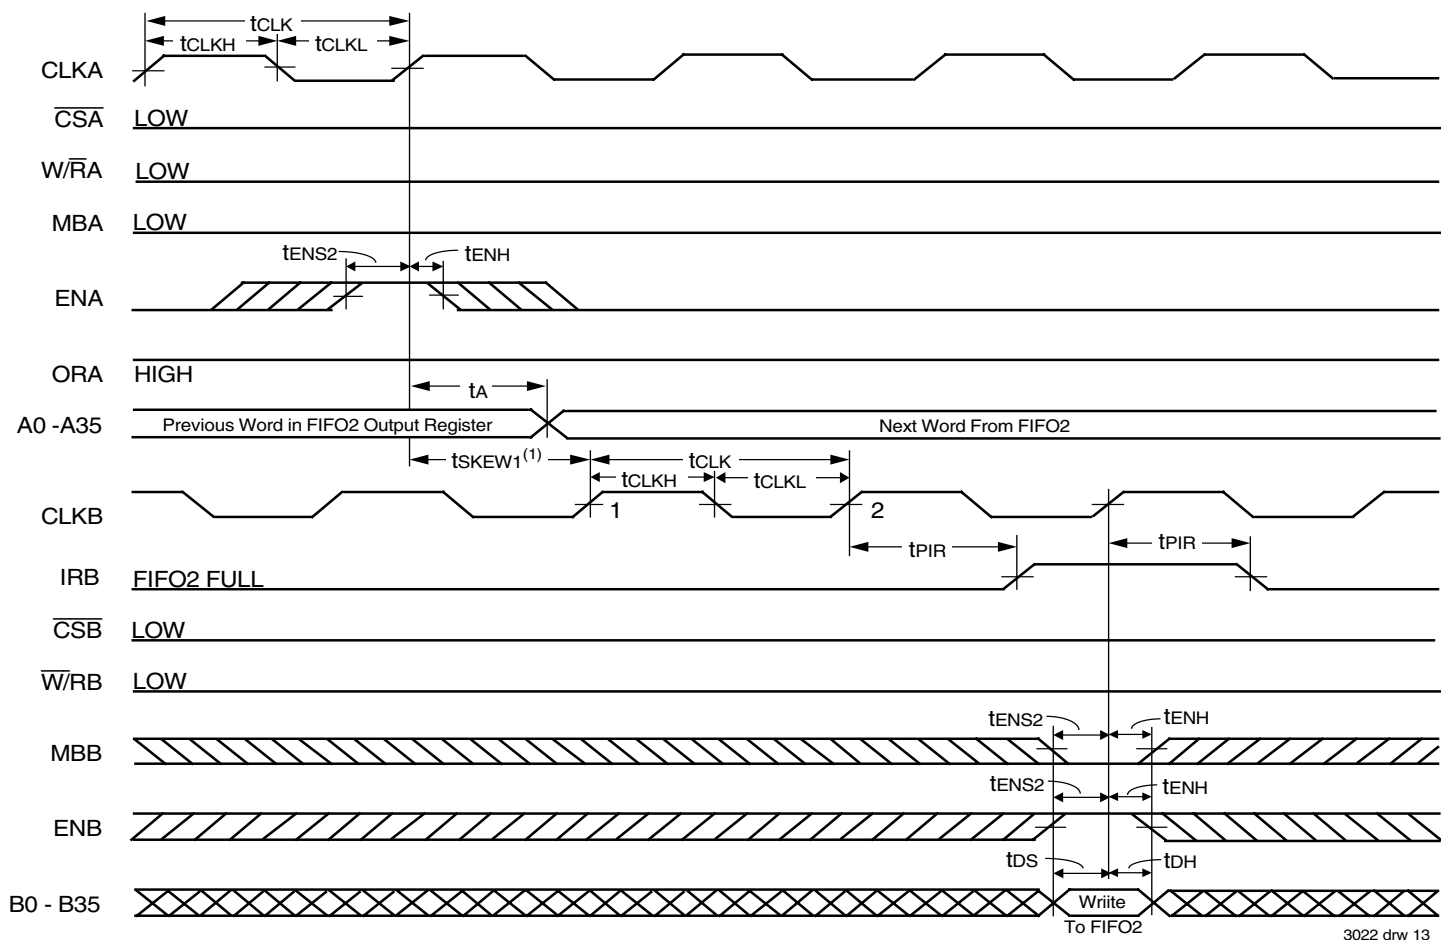 tCLK
tCLKH tCLKL
CLKA
CSA LOW
W/RA LOW
MBA LOW
tENS2 tENH
ENA
ORA HIGH
tA
A0 -A35 Previous Word in FIFO2 Output Register Next Word From FIFO2
tSKEW1(1) tCLK
tCLKH tCLKL
CLKB 1 2
tPIR tPIR
IRB FIFO2 FULL
CSB LOW
W/RB LOW
tENS2 tENH
MBB
tENS2 tENH
ENB
tDS tDH
B0 - B35 Wriite
To FIFO2
3022 drw 13